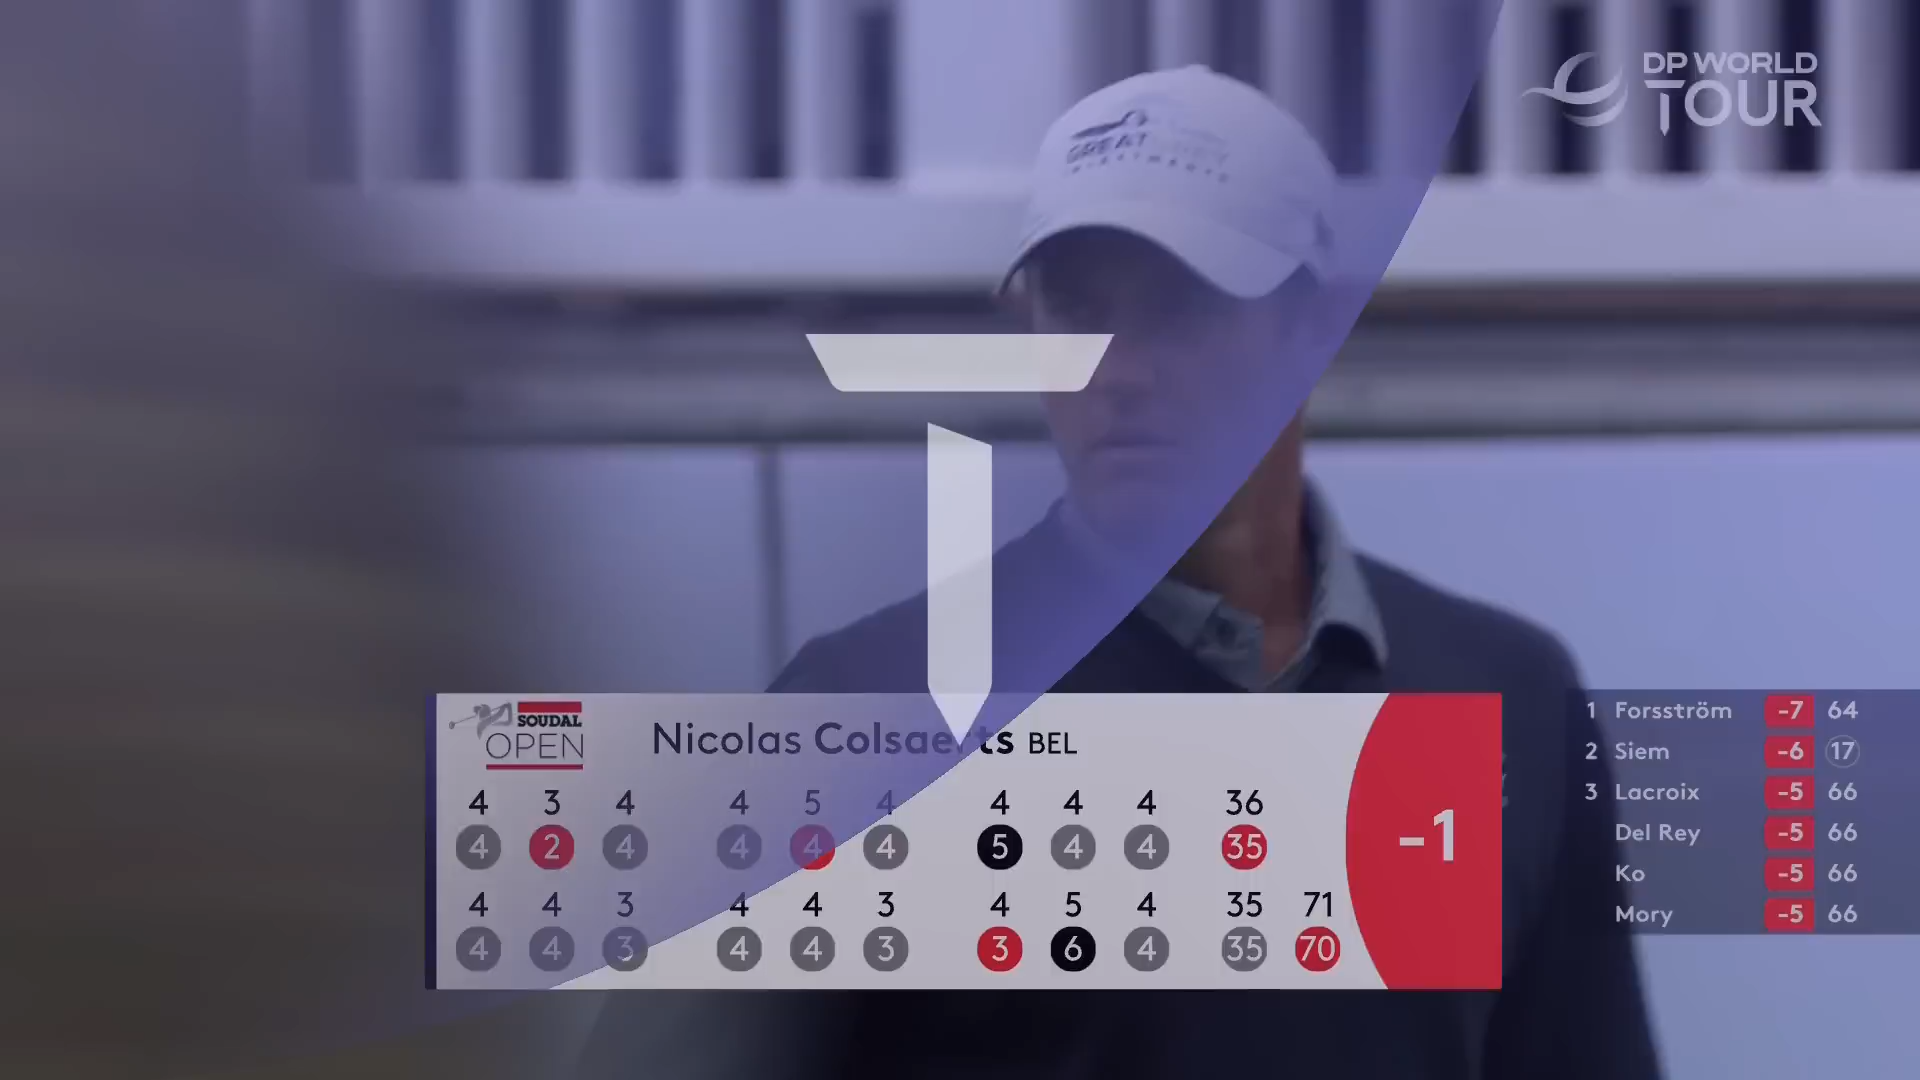 DP WORLD
TOUR
GREAT
SOUDAL
OPEN
Nicolas Colsaerts BEL
4 3 4 4 5 4 4 4 4 36
4 2 4 4 4 4 5 4 4 35
4 4 3 4 4 3 4 5 4 35 71
4 4 3 4 4 3 3 6 4 35 70
-1
1 Forsström -7 64
2 Siem -6 17
3 Lacroix -5 66
Del Rey -5 66
Ko -5 66
Mory -5 66